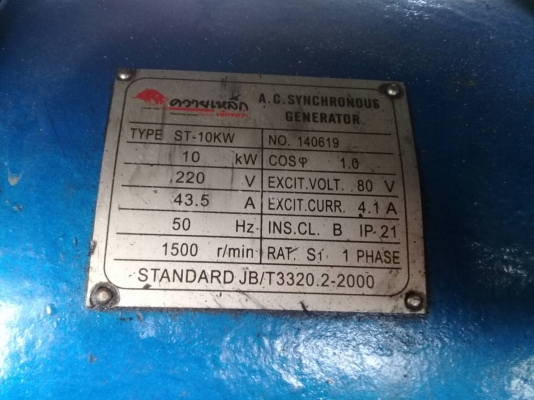 ควายเหล็ก
A.C.SYNCHRONOUS
GENERATOR
TYPE ST-10KW NO. 140619
10 kW COSφ 1.0
220 V EXCIT.VOLT. 80 V
43.5 A EXCIT.CURR. 4.1 A
50 Hz INS.CL. B IP-21
1500 r/min RAT. S1 1 PHASE
STANDARD JB/T3320.2-2000